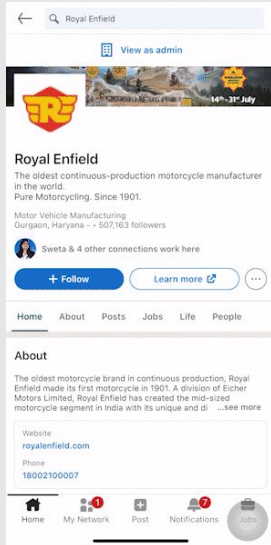 Royal Enfield
View as admin
14th - 31st July
Royal Enfield
The oldest continuous-production motorcycle manufacturer
in the world.
Pure Motorcycling. Since 1901.
Motor Vehicle Manufacturing
Gurgaon, Haryana - • 507,163 followers
Sweta & 4 other connections work here
+ Follow
Learn more
Home About Posts Jobs Life People
About
The oldest motorcycle brand in continuous production, Royal
Enfield made its first motorcycle in 1901. A division of Eicher
Motors Limited, Royal Enfield has created the mid-sized
motorcycle segment in India with its unique and di ...see more
Website
royalenfield.com
Phone
18002100007
1 7
Home My Network Post Notifications Jobs